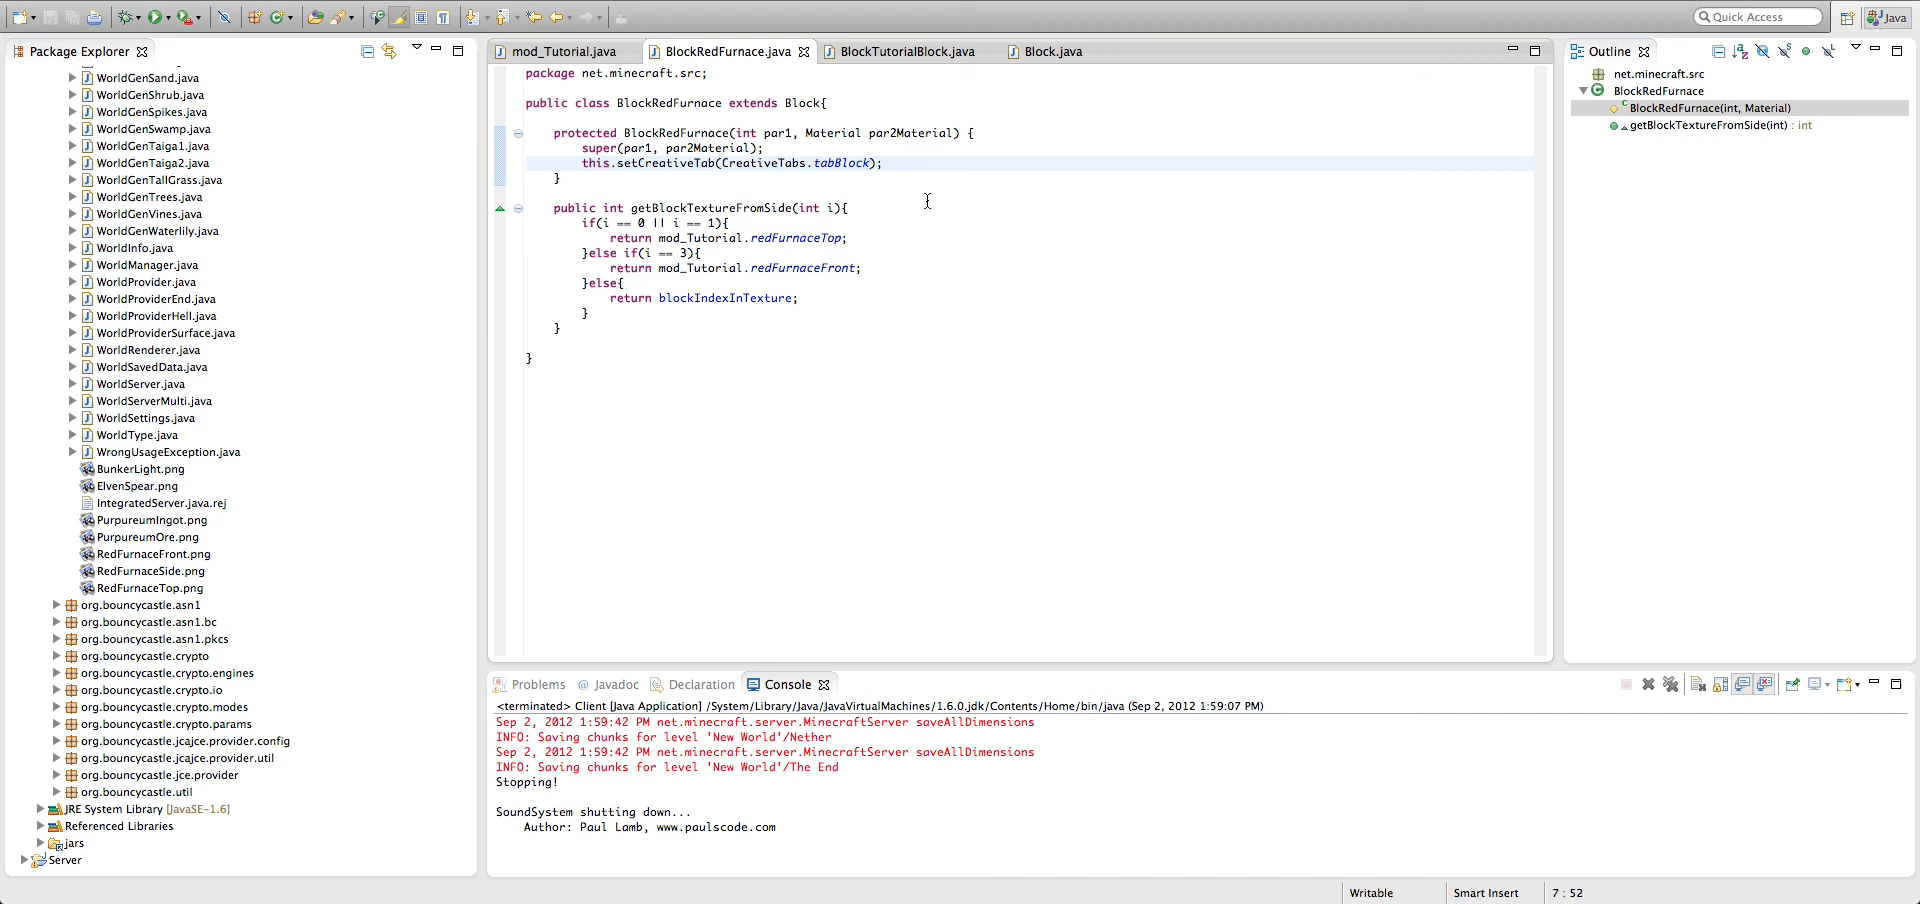 Quick Access
Java
Package Explorer
WorldGenSand.java
WorldGenShrub.java
WorldGenSpikes.java
WorldGenSwamp.java
WorldGenTaiga1.java
WorldGenTaiga2.java
WorldGenTallGrass.java
WorldGenTrees.java
WorldGenVines.java
WorldGenWaterlily.java
WorldInfo.java
WorldManager.java
WorldProvider.java
WorldProviderEnd.java
WorldProviderHell.java
WorldProviderSurface.java
WorldRenderer.java
WorldSavedData.java
WorldServer.java
WorldServerMulti.java
WorldSettings.java
WorldType.java
WrongUsageException.java
BunkerLight.png
ElvenSpear.png
IntegratedServer.java.rej
PurpureumIngot.png
PurpureumOre.png
RedFurnaceFront.png
RedFurnaceSide.png
RedFurnaceTop.png
org.bouncycastle.asn1
org.bouncycastle.asn1.bc
org.bouncycastle.asn1.pkcs
org.bouncycastle.crypto
org.bouncycastle.crypto.engines
org.bouncycastle.crypto.io
org.bouncycastle.crypto.modes
org.bouncycastle.crypto.params
org.bouncycastle.jcajce.provider.config
org.bouncycastle.jcajce.provider.util
org.bouncycastle.jce.provider
org.bouncycastle.util
JRE System Library [JavaSE-1.6]
Referenced Libraries
jars
Server
mod_Tutorial.java BlockRedFurnace.java BlockTutorialBlock.java Block.java
package net.minecraft.src;
public class BlockRedFurnace extends Block{
protected BlockRedFurnace(int par1, Material par2Material) {
super(par1, par2Material);
this.setCreativeTab(CreativeTabs.tabBlock);
}
public int getBlockTextureFromSide(int i){
if(i == 0 || i == 1){
return mod_Tutorial.redFurnaceTop;
}else if(i == 3){
return mod_Tutorial.redFurnaceFront;
}else{
return blockIndexInTexture;
}
}
}
Outline
net.minecraft.src
BlockRedFurnace
BlockRedFurnace(int, Material)
getBlockTextureFromSide(int) : int
Problems @ Javadoc Declaration Console
<terminated> Client [Java Application] /System/Library/Java/JavaVirtualMachines/1.6.0.jdk/Contents/Home/bin/java (Sep 2, 2012 1:59:07 PM)
Sep 2, 2012 1:59:42 PM net.minecraft.server.MinecraftServer saveAllDimensions
INFO: Saving chunks for level 'New World'/Nether
Sep 2, 2012 1:59:42 PM net.minecraft.server.MinecraftServer saveAllDimensions
INFO: Saving chunks for level 'New World'/The End
Stopping!
SoundSystem shutting down...
Author: Paul Lamb, www.paulscode.com
Writable Smart Insert 7 : 52